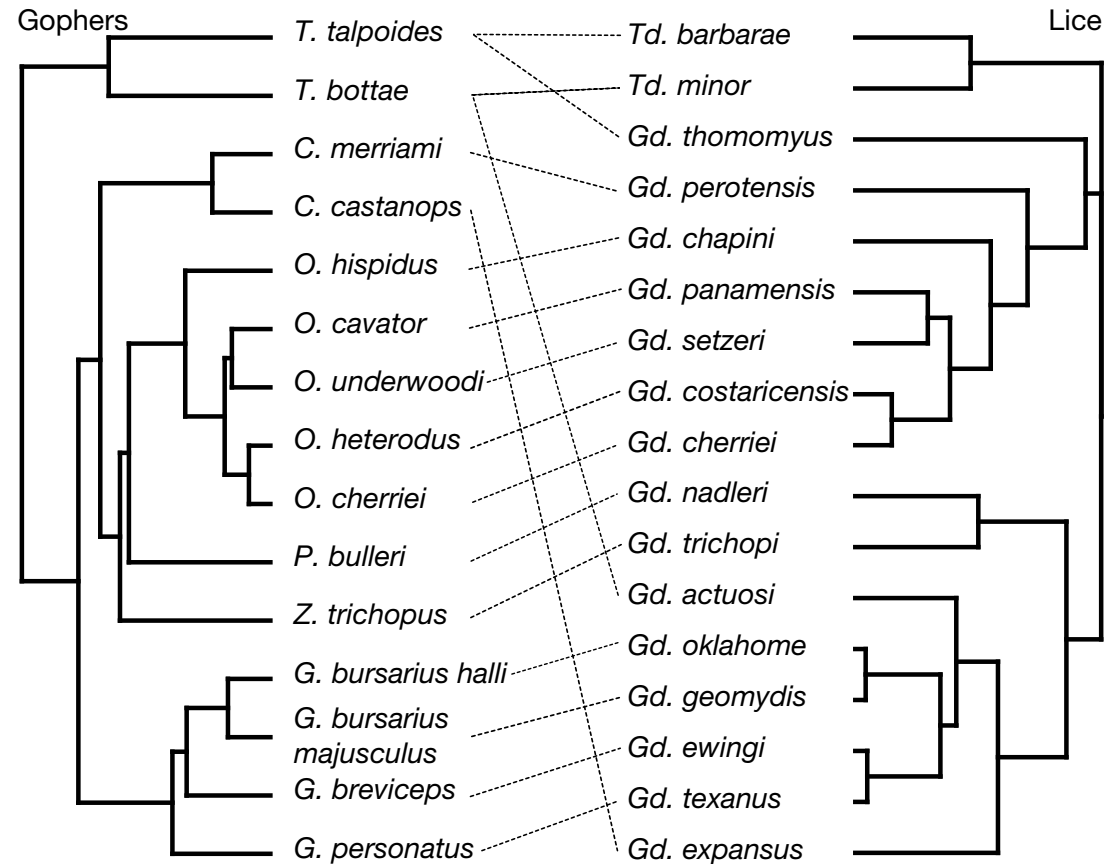 Gophers
Lice
T. talpoides
T. bottae
C. merriami
C. castanops
O. hispidus
O. cavator
O. underwoodi
O. heterodus
O. cherriei
P. bulleri
Z. trichopus
G. bursarius halli
G. bursarius
majusculus
G. breviceps
G. personatus
Td. barbarae
Td. minor
Gd. thomomyus
Gd. perotensis
Gd. chapini
Gd. panamensis
Gd. setzeri
Gd. costaricensis
Gd. cherriei
Gd. nadleri
Gd. trichopi
Gd. actuosi
Gd. oklahome
Gd. geomydis
Gd. ewingi
Gd. texanus
Gd. expansus